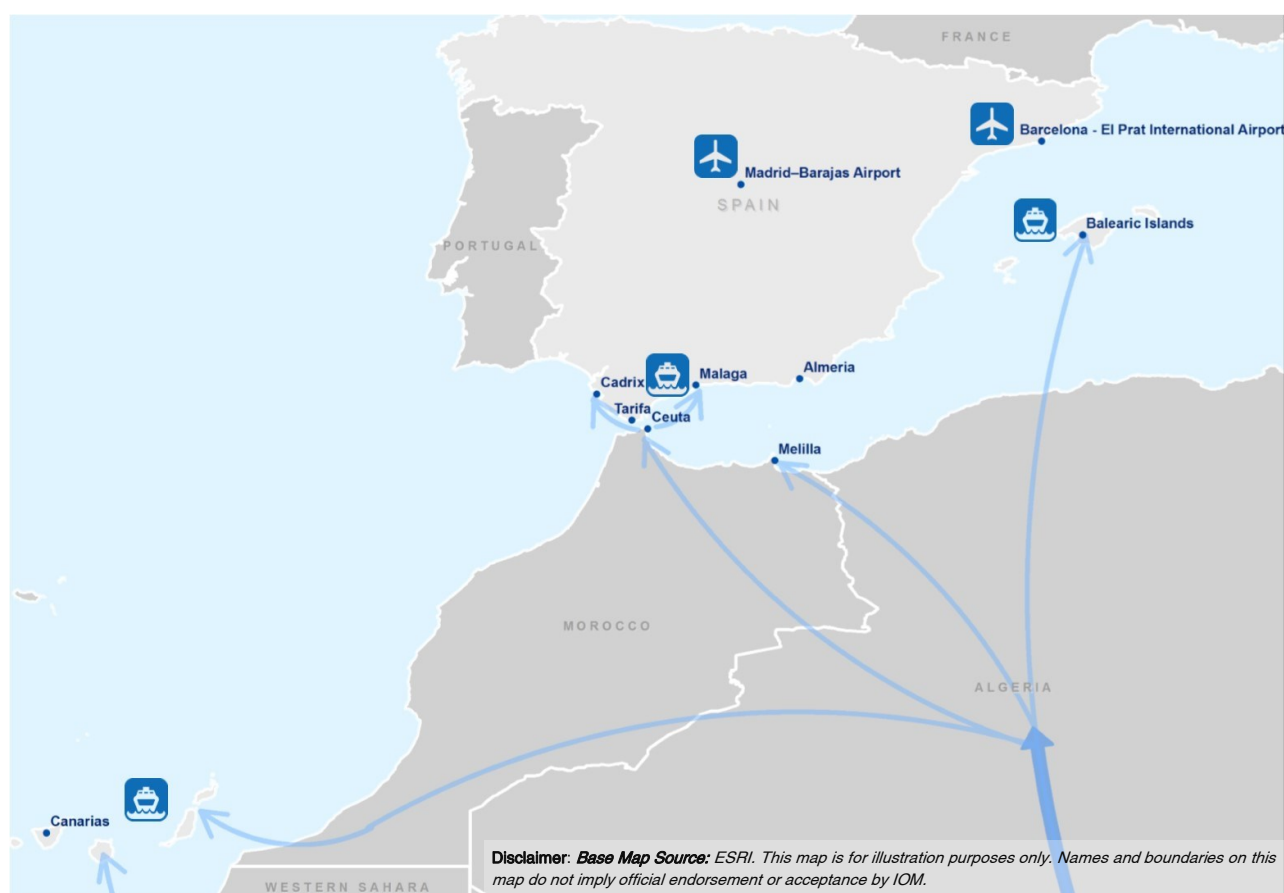 FRANCE
Barcelona - El Prat International Airport
Madrid–Barajas Airport
SPAIN
Balearic Islands
PORTUGAL
Almeria
Malaga
Cadrix
Tarifa
Ceuta
Melilla
MOROCCO
ALGERIA
Canarias
Disclaimer: Base Map Source: ESRI. This map is for illustration purposes only. Names and boundaries on this
map do not imply official endorsement or acceptance by IOM.
WESTERN SAHARA